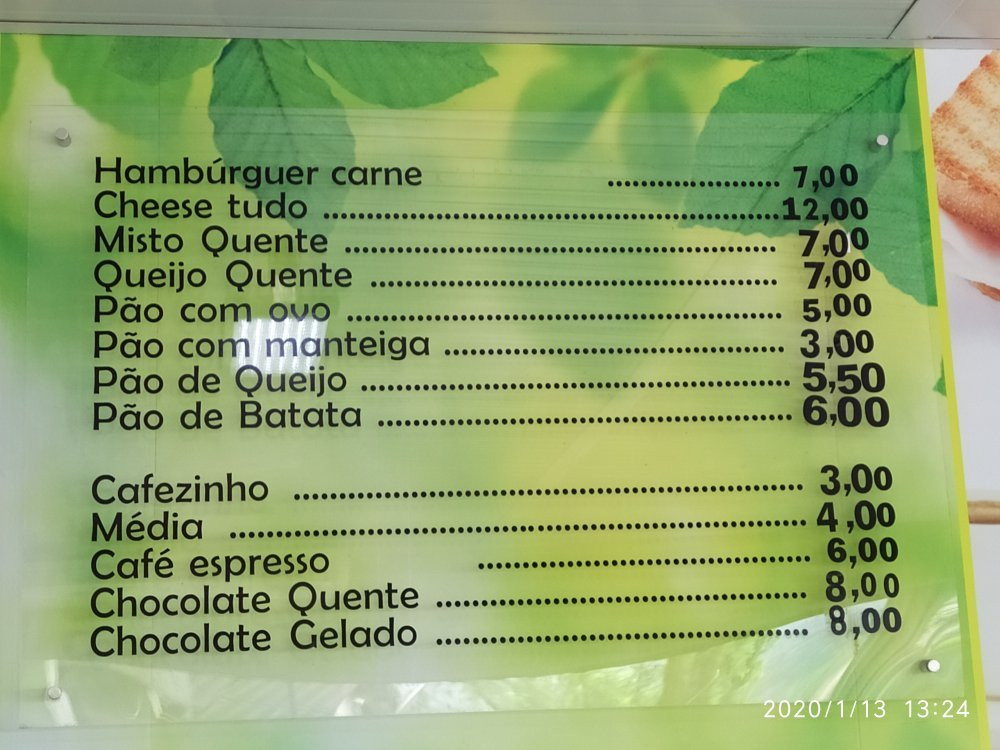 Hambúrguer carne ..................... 7,00
Cheese tudo .................................................. 12,00
Misto Quente ............................................... 7,00
Queijo Quente ............................................ 7,00
Pão com ovo ............................................... 5,00
Pão com manteiga ..................................... 3,00
Pão de Queijo .............................................. 5,50
Pão de Batata ............................................. 6,00
Cafezinho ....................................................... 3,00
Média .............................................................. 4,00
Café espresso .................................... 6,00
Chocolate Quente ........................................ 8,00
Chocolate Gelado ........................................ 8,00
2020/1/13 13:24